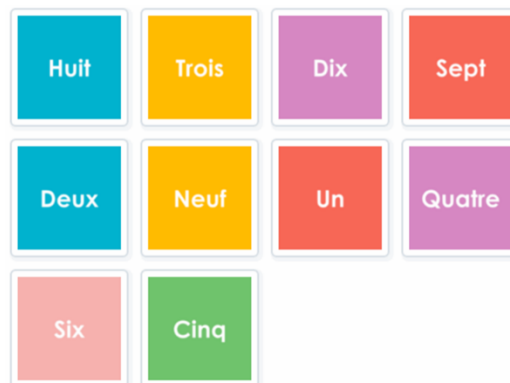 Huit Trois Dix Sept
Deux Neuf Un Quatre
Six Cinq